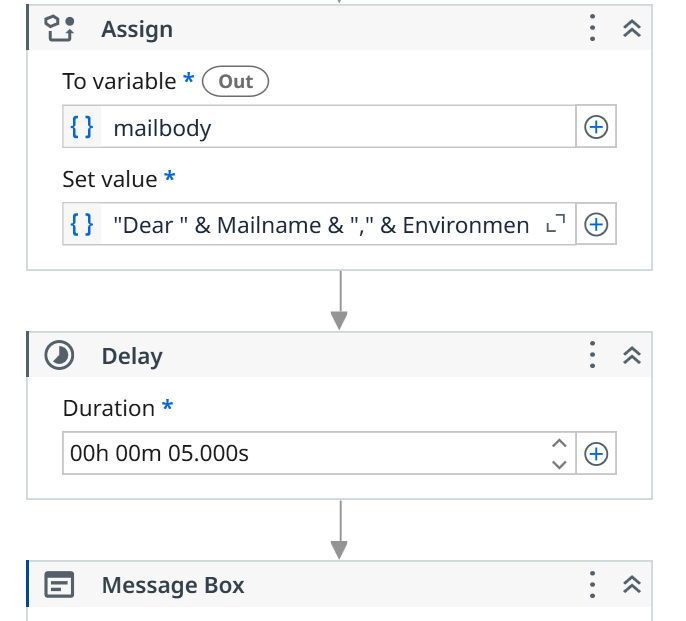 Assign
To variable * Out
{ } mailbody
Set value *
{ } "Dear " & Mailname & "," & Environmen
Delay
Duration *
00h 00m 05.000s
Message Box